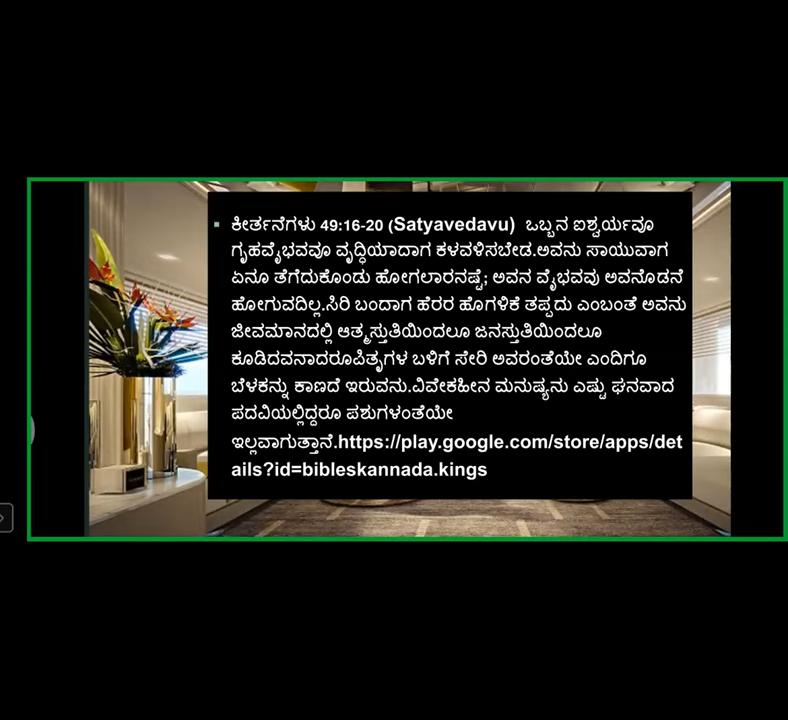 ಕೀರ್ತನೆಗಳು 49:16-20 (Satyavedavu) ಒಬ್ಬನ ಐಶ್ವರ್ಯವೂ
ಗೃಹವೈಭವವೂ ವೃದ್ಧಿಯಾದಾಗ ಕಳವಳಿಸಬೇಡ.ಅವನು ಸಾಯುವಾಗ
ಏನೂ ತೆಗೆದುಕೊಂಡು ಹೋಗಲಾರನಷ್ಟೆ; ಅವನ ವೈಭವವು ಅವನೊಡನೆ
ಹೋಗುವದಿಲ್ಲ.ಸಿರಿ ಬಂದಾಗ ಹೆರರ ಹೊಗಳಿಕೆ ತಪ್ಪದು ಎಂಬಂತೆ ಅವನು
ಜೀವಮಾನದಲ್ಲಿ ಆತ್ಮಸ್ತುತಿಯಿಂದಲೂ ಜನಸ್ತುತಿಯಿಂದಲೂ
ಕೂಡಿದವನಾದರೂಪಿತೃಗಳ ಬಳಿಗೆ ಸೇರಿ ಅವರಂತೆಯೇ ಎಂದಿಗೂ
ಬೆಳಕನ್ನು ಕಾಣದೆ ಇರುವನು.ವಿವೇಕಹೀನ ಮನುಷ್ಯನು ಎಷ್ಟು ಘನವಾದ
ಪದವಿಯಲ್ಲಿದ್ದರೂ ಪಶುಗಳಂತೆಯೇ
ಇಲ್ಲವಾಗುತ್ತಾನೆ.https://play.google.com/store/apps/det
ails?id=bibleskannada.kings